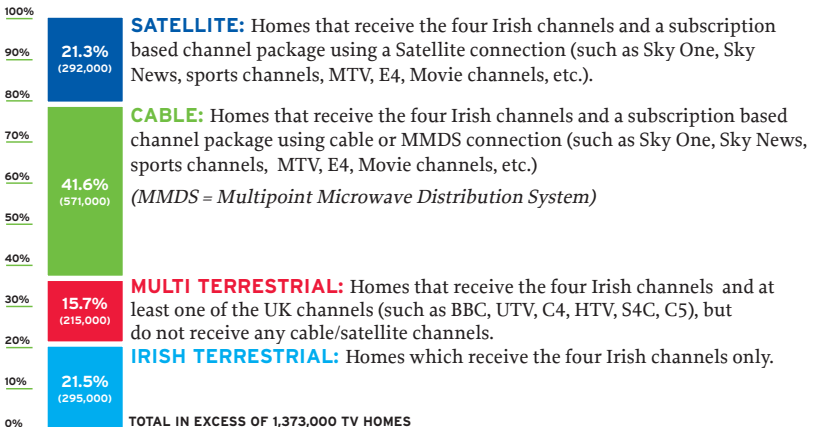 100%
90%
80%
70%
60%
50%
40%
30%
20%
10%
0%
21.3%
(292,000)
SATELLITE: Homes that receive the four Irish channels and a subscription
based channel package using a Satellite connection (such as Sky One, Sky
News, sports channels, MTV, E4, Movie channels, etc.).
41.6%
(571,000)
CABLE: Homes that receive the four Irish channels and a subscription based
channel package using cable or MMDS connection (such as Sky One, Sky News,
sports channels, MTV, E4, Movie channels, etc.)
(MMDS = Multipoint Microwave Distribution System)
15.7%
(215,000)
MULTI TERRESTRIAL: Homes that receive the four Irish channels and at
least one of the UK channels (such as BBC, UTV, C4, HTV, S4C, C5), but
do not receive any cable/satellite channels.
21.5%
(295,000)
IRISH TERRESTRIAL: Homes which receive the four Irish channels only.
TOTAL IN EXCESS OF 1,373,000 TV HOMES